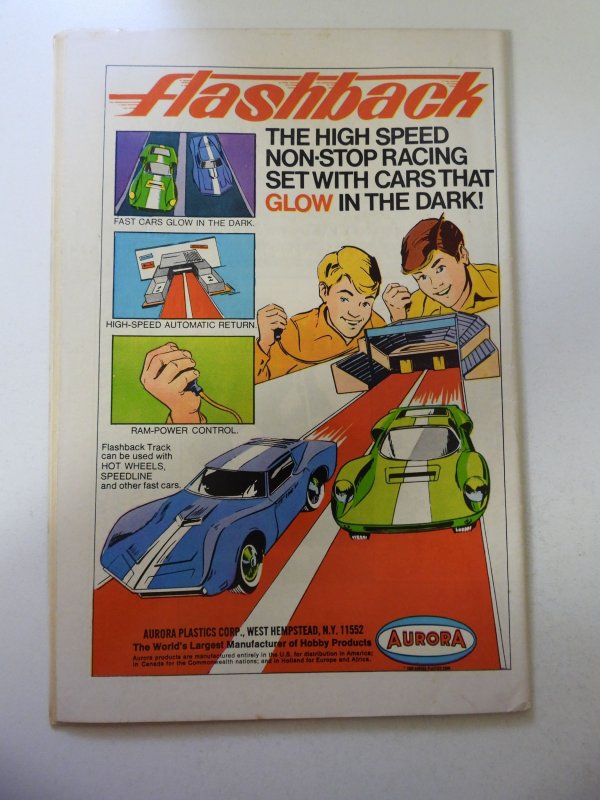 flashback
THE HIGH SPEED
NON-STOP RACING
SET WITH CARS THAT
GLOW IN THE DARK!
FAST CARS GLOW IN THE DARK.
HIGH-SPEED AUTOMATIC RETURN.
RAM-POWER CONTROL.
Flashback Track
can be used with
HOT WHEELS,
SPEEDLINE
and other fast cars.
AURORA PLASTICS CORP., WEST HEMPSTEAD, N.Y. 11552
The World's Largest Manufacturer of Hobby Products
Aurora products are manufactured entirely in the U.S. for distribution in America;
in Canada for the Commonwealth nations; and in Holland for Europe and Africa.
AURORA